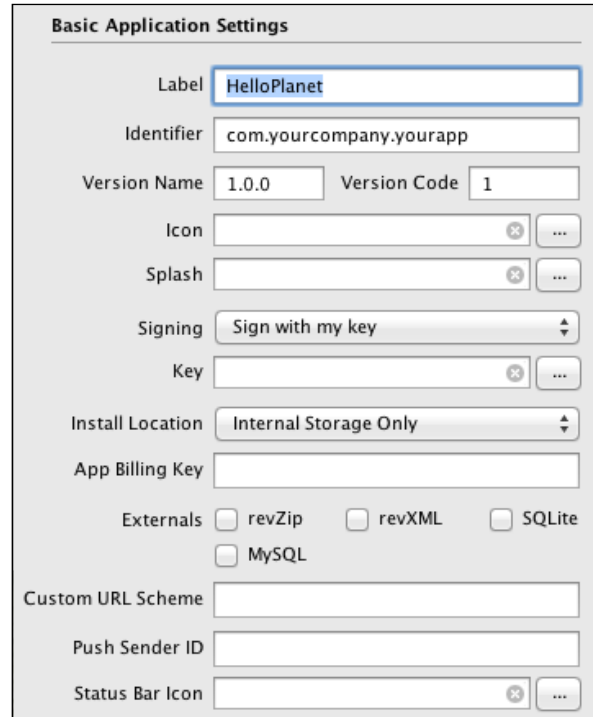 Basic Application Settings
Label HelloPlanet
Identifier com.yourcompany.yourapp
Version Name 1.0.0 Version Code 1
Icon ...
Splash ...
Signing Sign with my key
Key ...
Install Location Internal Storage Only
App Billing Key
Externals revZip revXML SQLite
MySQL
Custom URL Scheme
Push Sender ID
Status Bar Icon ...